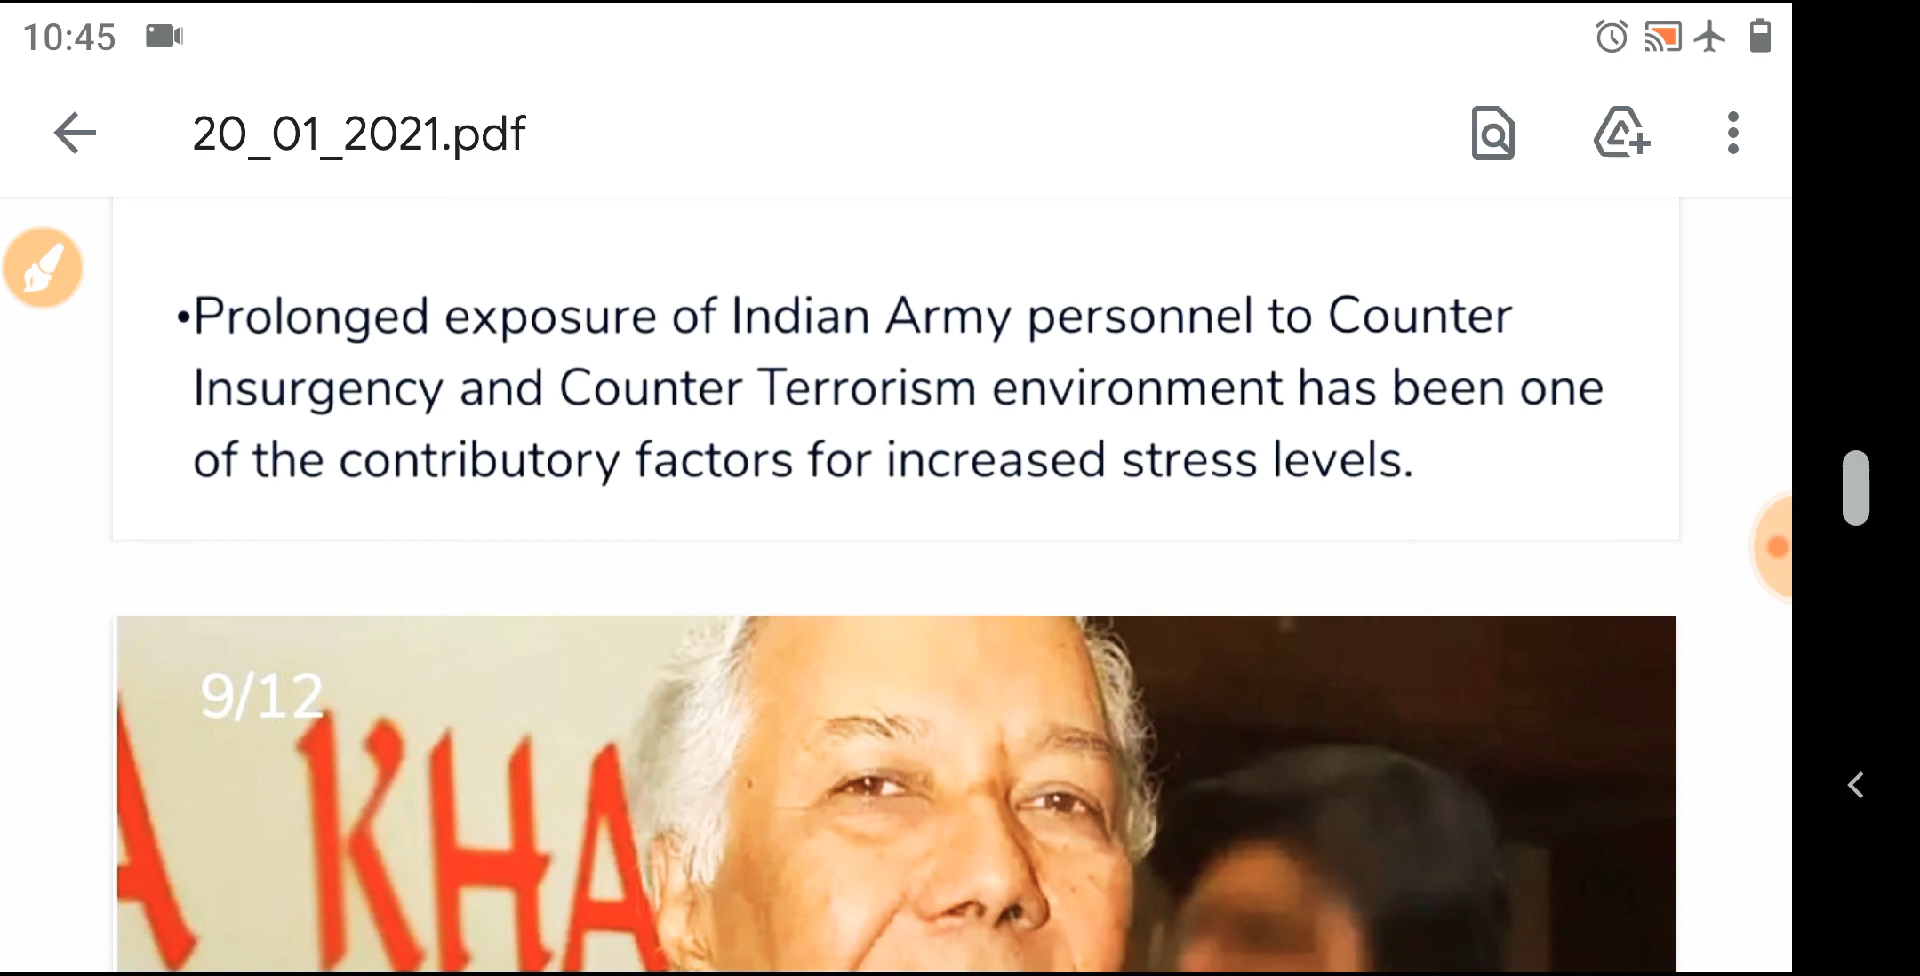 10:45
20_01_2021.pdf
•Prolonged exposure of Indian Army personnel to Counter
Insurgency and Counter Terrorism environment has been one
of the contributory factors for increased stress levels.
9/12
A KHA